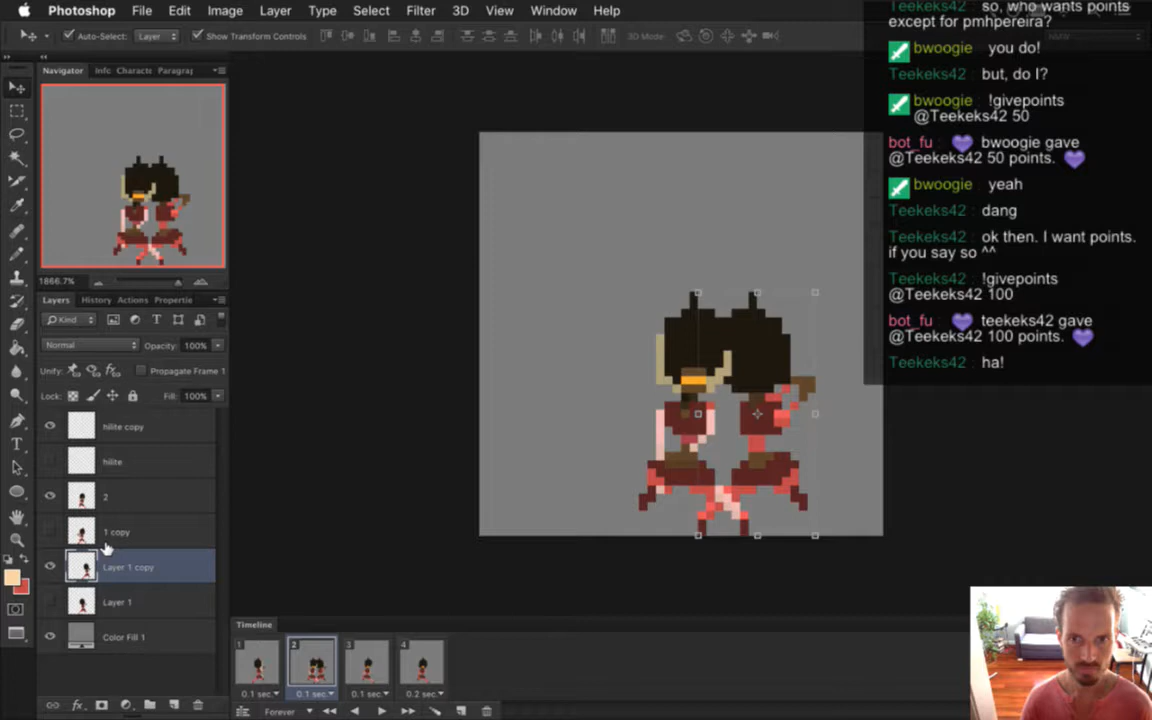 Photoshop File Edit Image Layer Type Select Filter 3D View Window Help
Auto-Select: Layer Show Transform Controls 3D Mode:
Navigator Info Characte Paragraj
1866.7%
Layers History Actions Propertie
Kind
Normal Opacity: 100%
Unify: Propagate Frame 1
Lock: Fill: 100%
hilite copy
hilite
2
1 copy
Layer 1 copy
Layer 1
Color Fill 1
Timeline
1 2 3 4
0.1 sec. 0.1 sec. 0.1 sec. 0.2 sec.
Forever
Teekeks42 : so, who wants points
except for pmhpereira?
bwoogie you do!
Teekeks42 : but, do I?
bwoogie !givepoints
@Teekeks42 50
bot_fu : bwoogie gave
@Teekeks42 50 points.
bwoogie yeah
Teekeks42 : dang
Teekeks42 : ok then. I want points.
if you say so ^^
Teekeks42 : !givepoints
@Teekeks42 100
bot_fu : teekeks42 gave
@Teekeks42 100 points.
Teekeks42 : ha!